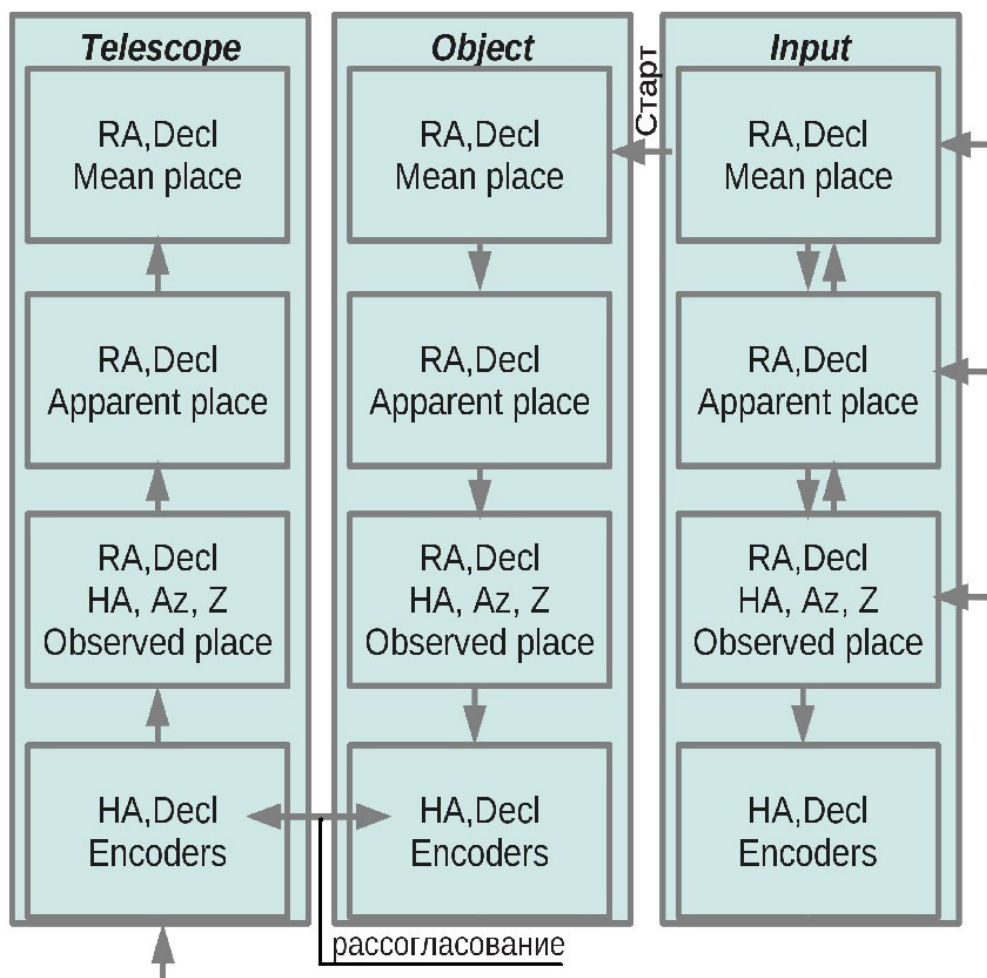 Telescope
RA,Decl
Mean place
RA,Decl
Apparent place
RA,Decl
HA, Az, Z
Observed place
HA,Decl
Encoders
Object
RA,Decl
Mean place
RA,Decl
Apparent place
RA,Decl
HA, Az, Z
Observed place
HA,Decl
Encoders
Старт
Input
RA,Decl
Mean place
RA,Decl
Apparent place
RA,Decl
HA, Az, Z
Observed place
HA,Decl
Encoders
рассогласование